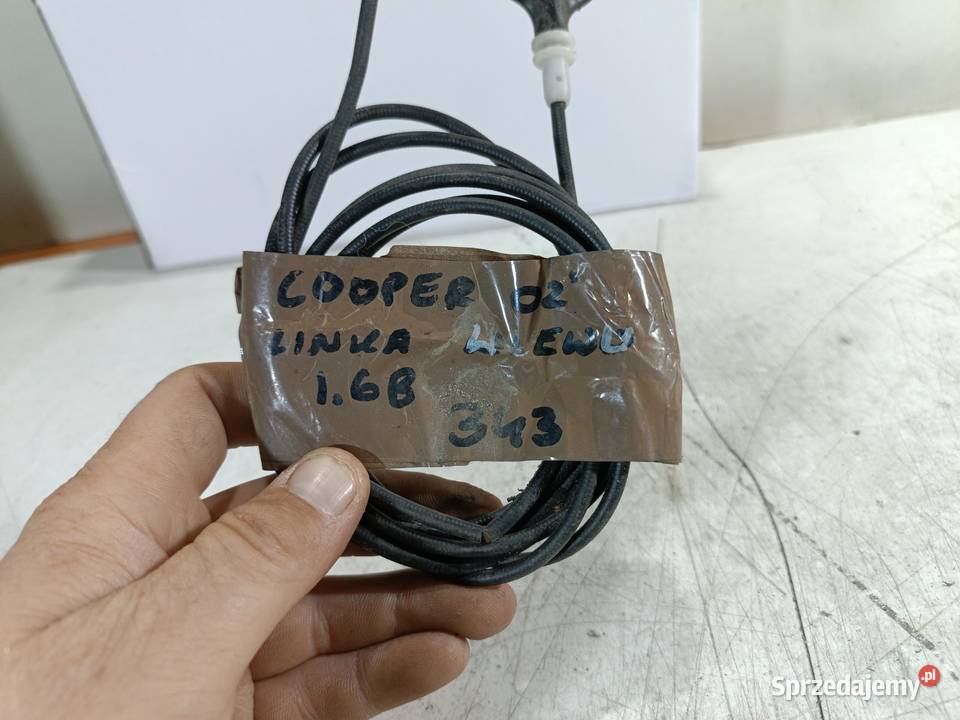 COOPER 02'
LINKA WLEWU
1.6B
343
Sprzedajemy.pl